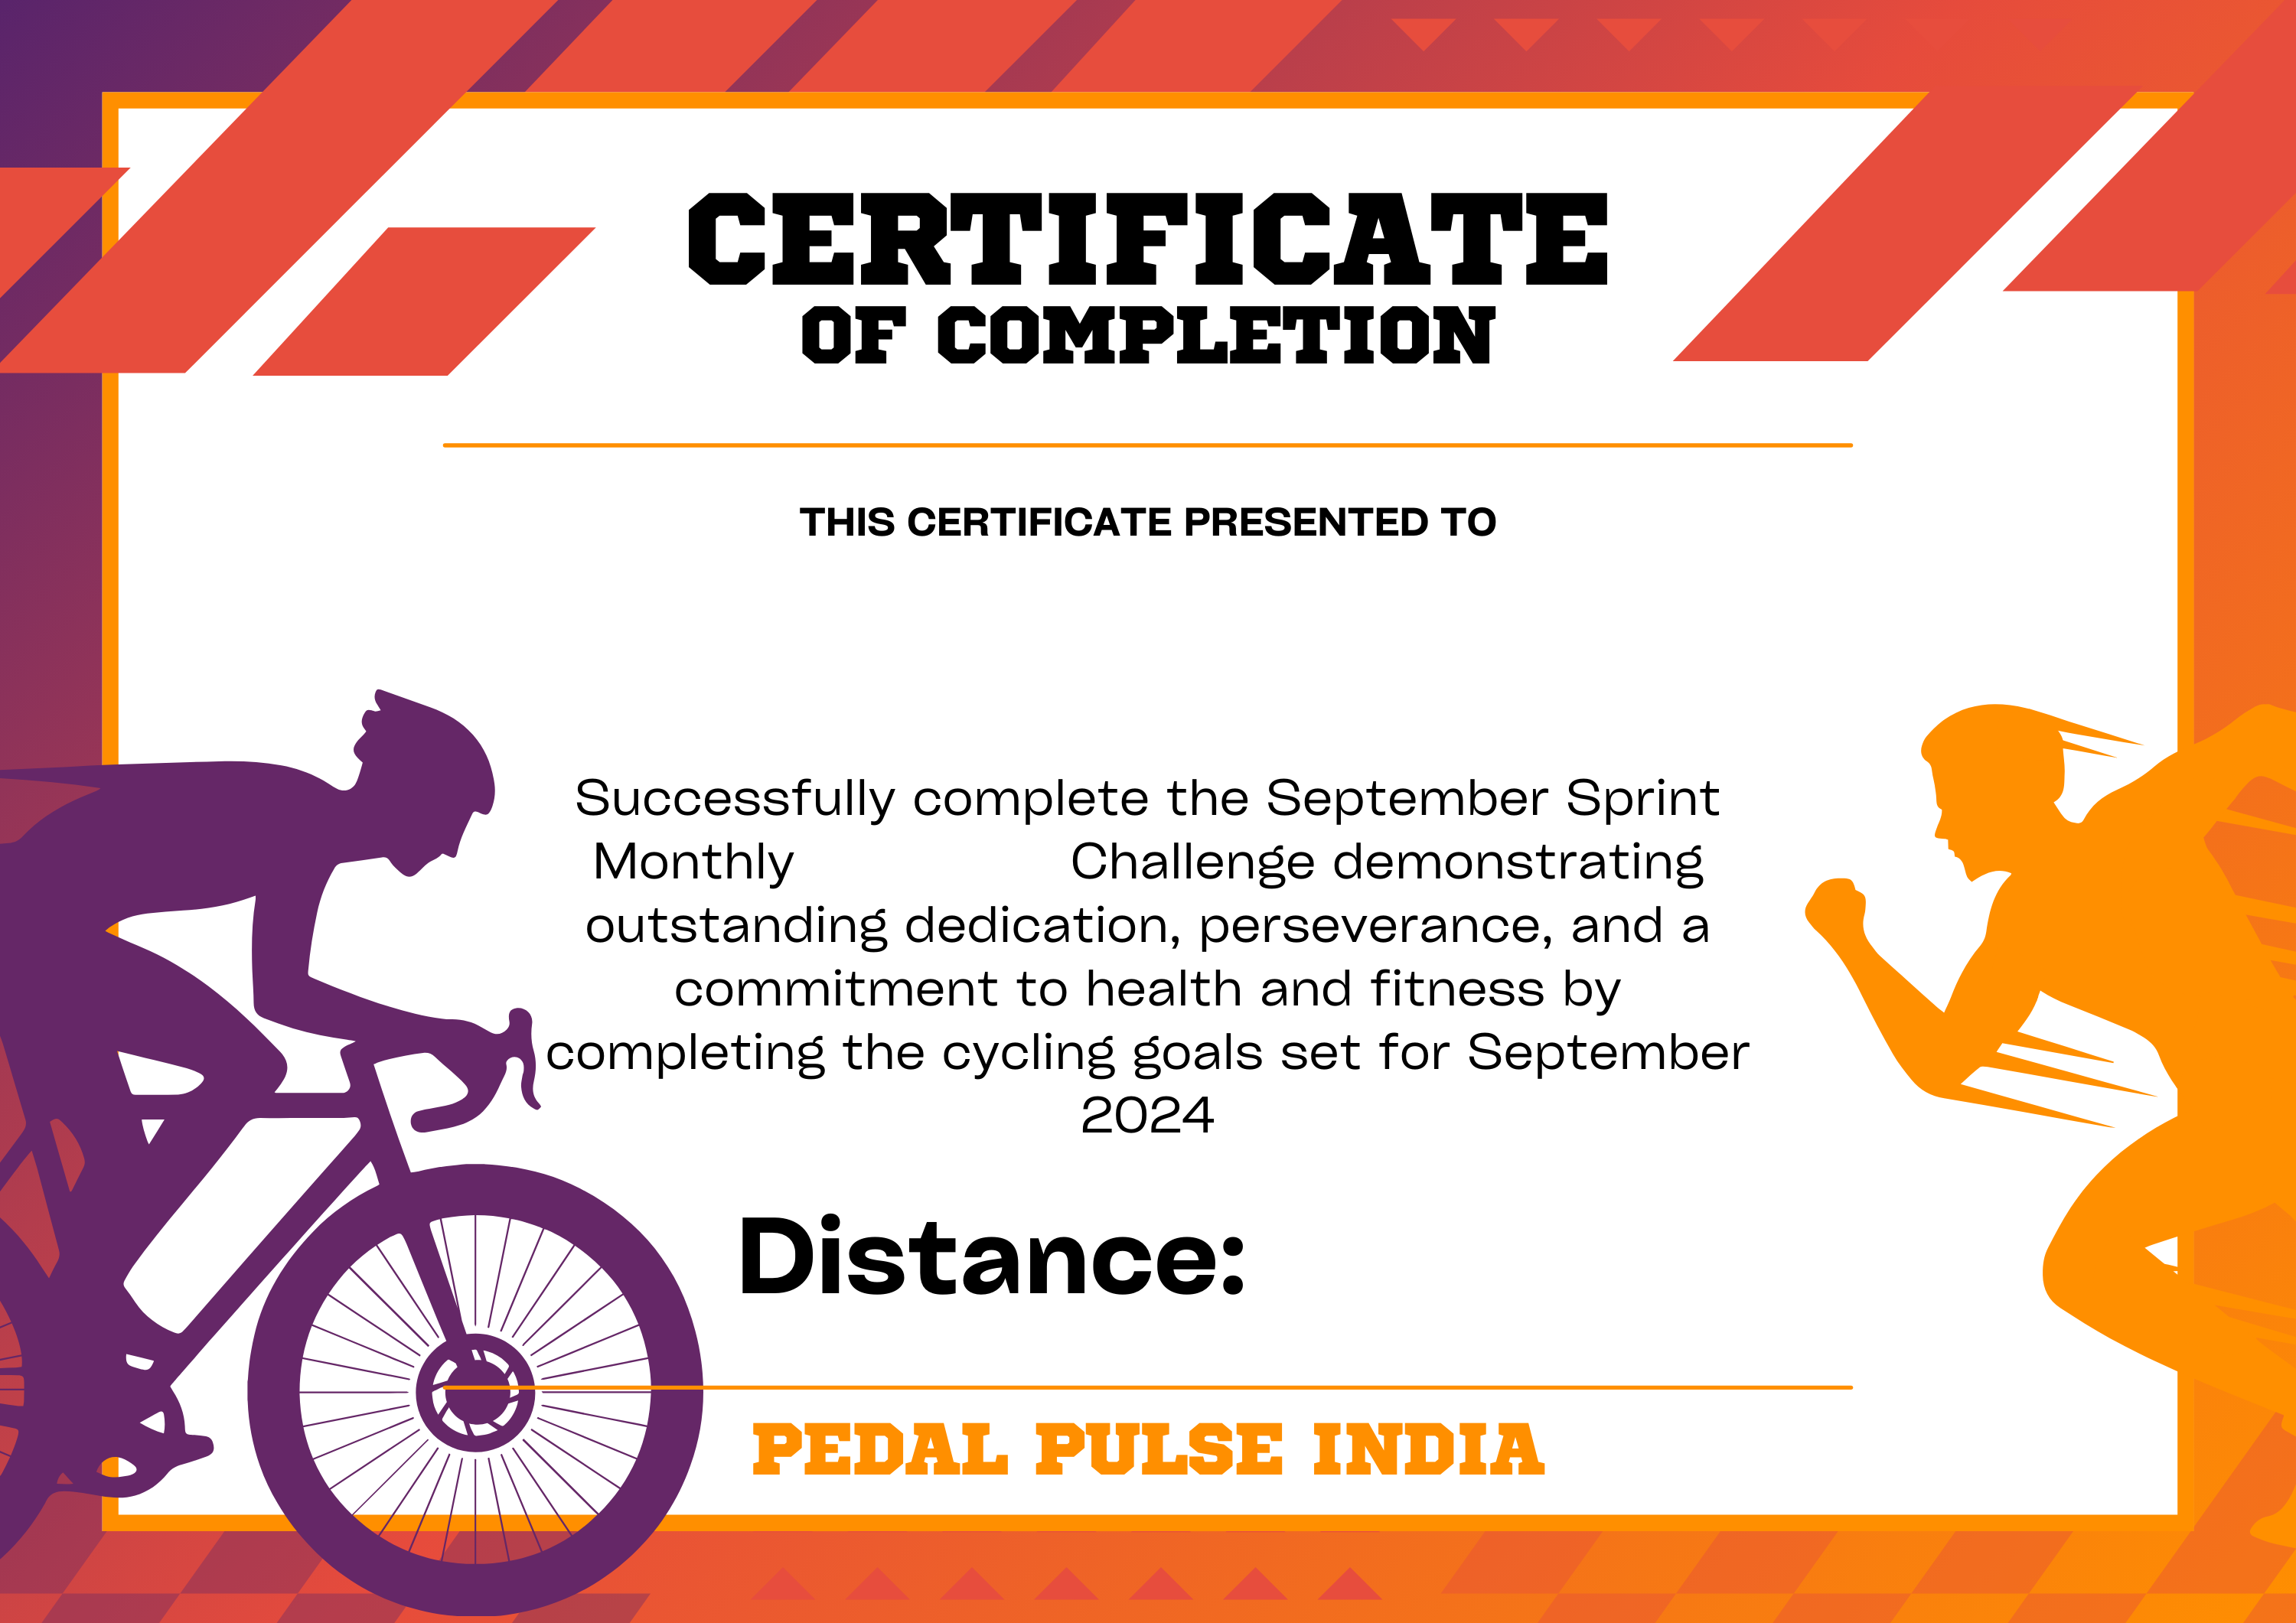 CERTIFICATE
OF COMPLETION
THIS CERTIFICATE PRESENTED TO
Successfully complete the September Sprint
Monthly Challenge demonstrating
outstanding dedication, perseverance, and a
commitment to health and fitness by
completing the cycling goals set for September
2024
Distance:
PEDAL PULSE INDIA